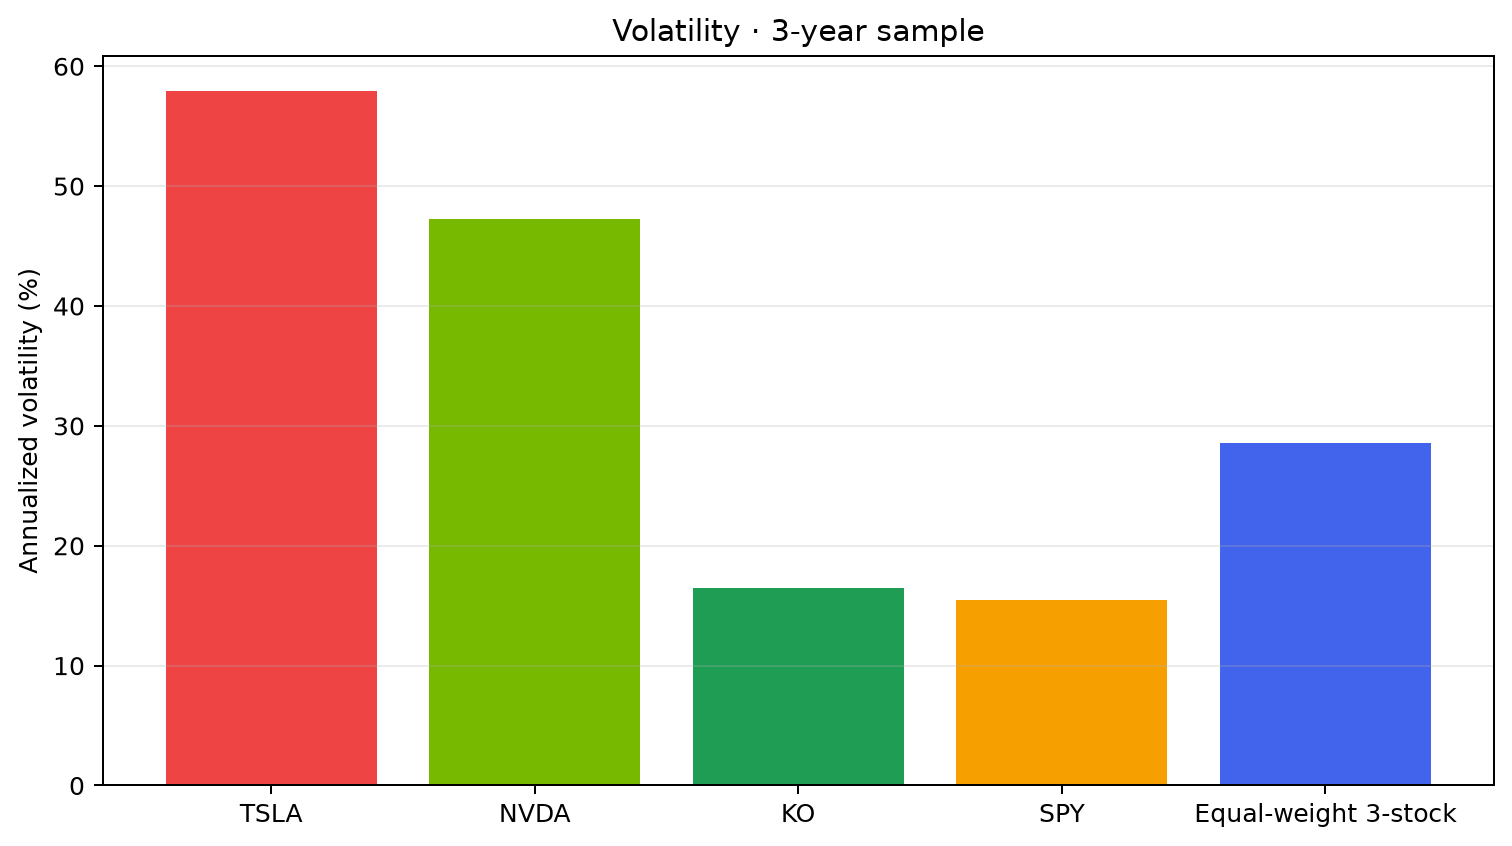 Volatility · 3-year sample
Annualized volatility (%)
60
50
40
30
20
10
0
TSLA NVDA KO SPY Equal-weight 3-stock